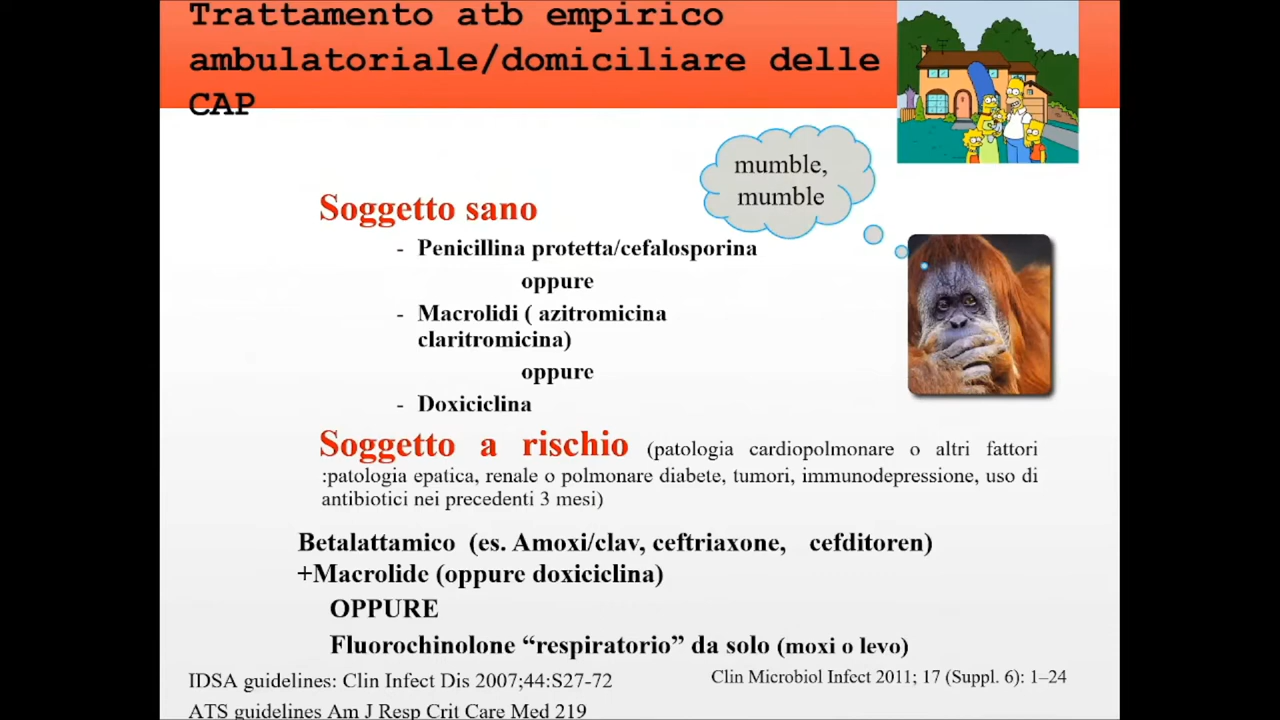 Trattamento atb empirico
ambulatoriale/domiciliare delle
CAP
mumble,
mumble
Soggetto sano
- Penicillina protetta/cefalosporina
oppure
- Macrolidi ( azitromicina
claritromicina)
oppure
- Doxiciclina
Soggetto a rischio (patologia cardiopolmonare o altri fattori
:patologia epatica, renale o polmonare diabete, tumori, immunodepressione, uso di
antibiotici nei precedenti 3 mesi)
Betalattamico (es. Amoxi/clav, ceftriaxone, cefditoren)
+Macrolide (oppure doxiciclina)
OPPURE
Fluorochinolone “respiratorio” da solo (moxi o levo)
IDSA guidelines: Clin Infect Dis 2007;44:S27-72
Clin Microbiol Infect 2011; 17 (Suppl. 6): 1–24
ATS guidelines Am J Resp Crit Care Med 219